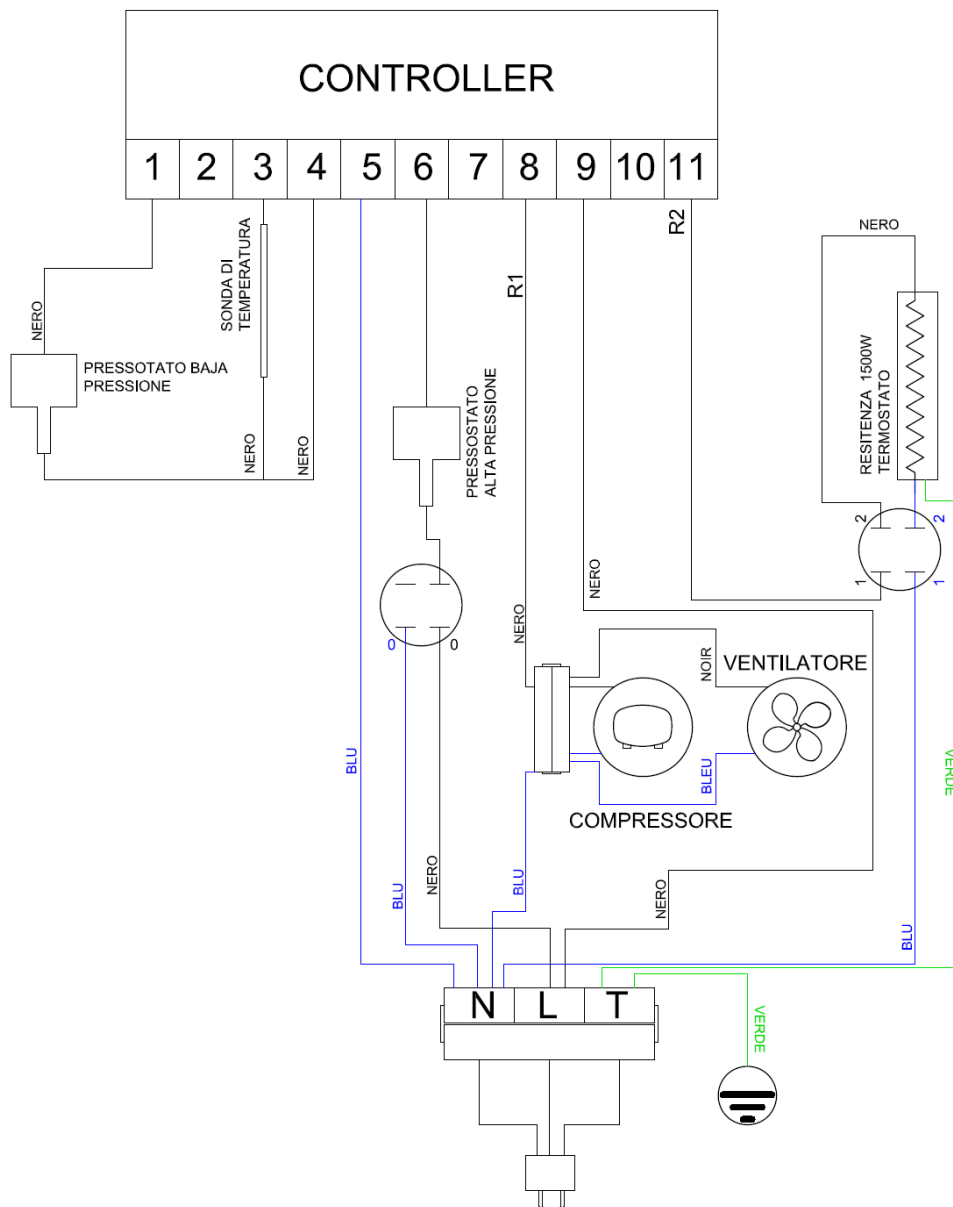 CONTROLLER
1 2 3 4 5 6 7 8 9 10 11
NERO
PRESSOTATO BAJA
PRESSIONE
SONDA DI
TEMPERATURA
NERO
NERO
PRESSOSTATO
ALTA PRESSIONE
0
0
R1
NERO
R2
NERO
NERO
RESITENZA 1500W
TERMOSTATO
2
2
1
1
NOIR
VENTILATORE
BLEU
COMPRESSORE
BLU
BLU
NERO
BLU
NERO
BLU
VERDE
N L T
VERDE